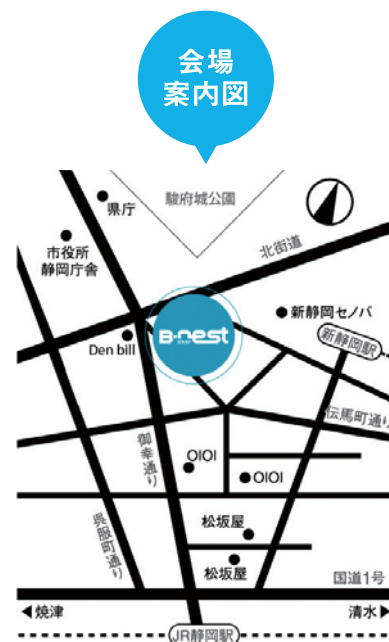 会場
案内図
駿府城公園
県庁
市役所
静岡庁舎
北街道
B-nest
新静岡セノバ
新静岡駅
Den bill
伝馬町通り
御幸通り
OIOI
OIOI
呉服町通り
松坂屋
松坂屋
国道1号
◀焼津
清水▶
JR静岡駅